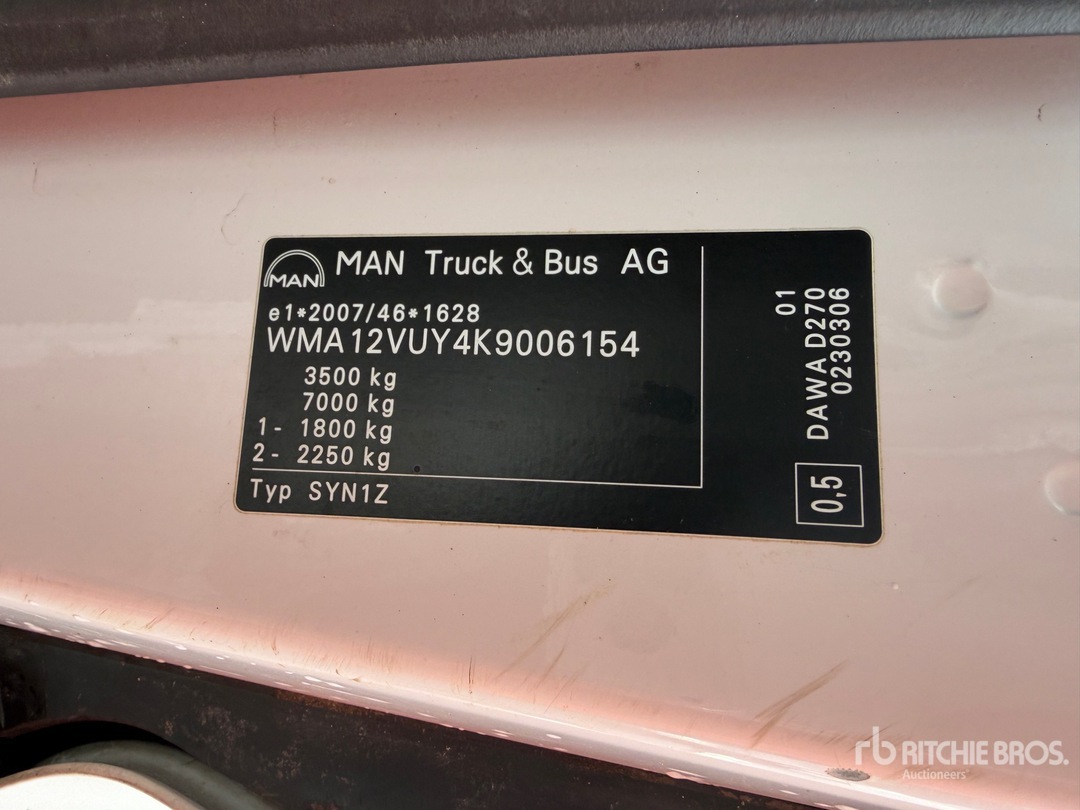 MAN
MAN Truck & Bus AG
e1*2007/46*1628
WMA12VUY4K9006154
3500 kg
7000 kg
1- 1800 kg
2- 2250 kg
Typ SYN1Z
01
DAWA D270
0230306
0,5
rb RITCHIE BROS.
Auctioneers